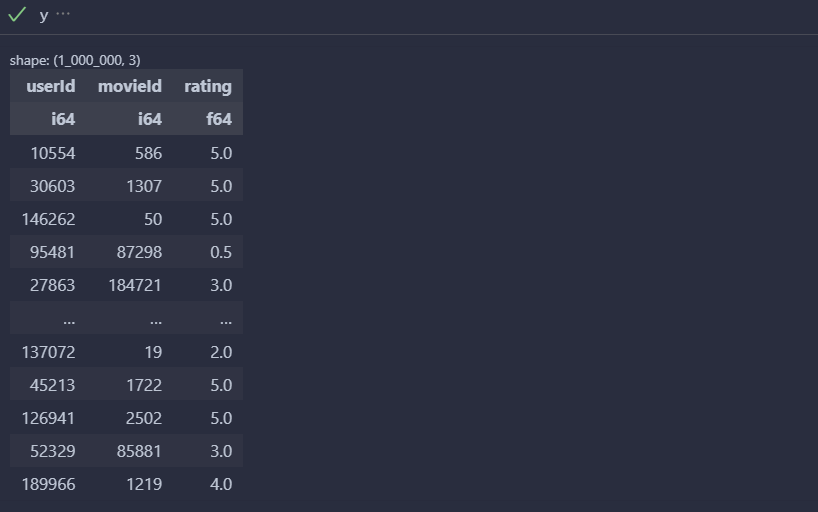 y ...
shape: (1_000_000, 3)
userId movieId rating
i64 i64 f64
10554 586 5.0
30603 1307 5.0
146262 50 5.0
95481 87298 0.5
27863 184721 3.0
... ... ...
137072 19 2.0
45213 1722 5.0
126941 2502 5.0
52329 85881 3.0
189966 1219 4.0